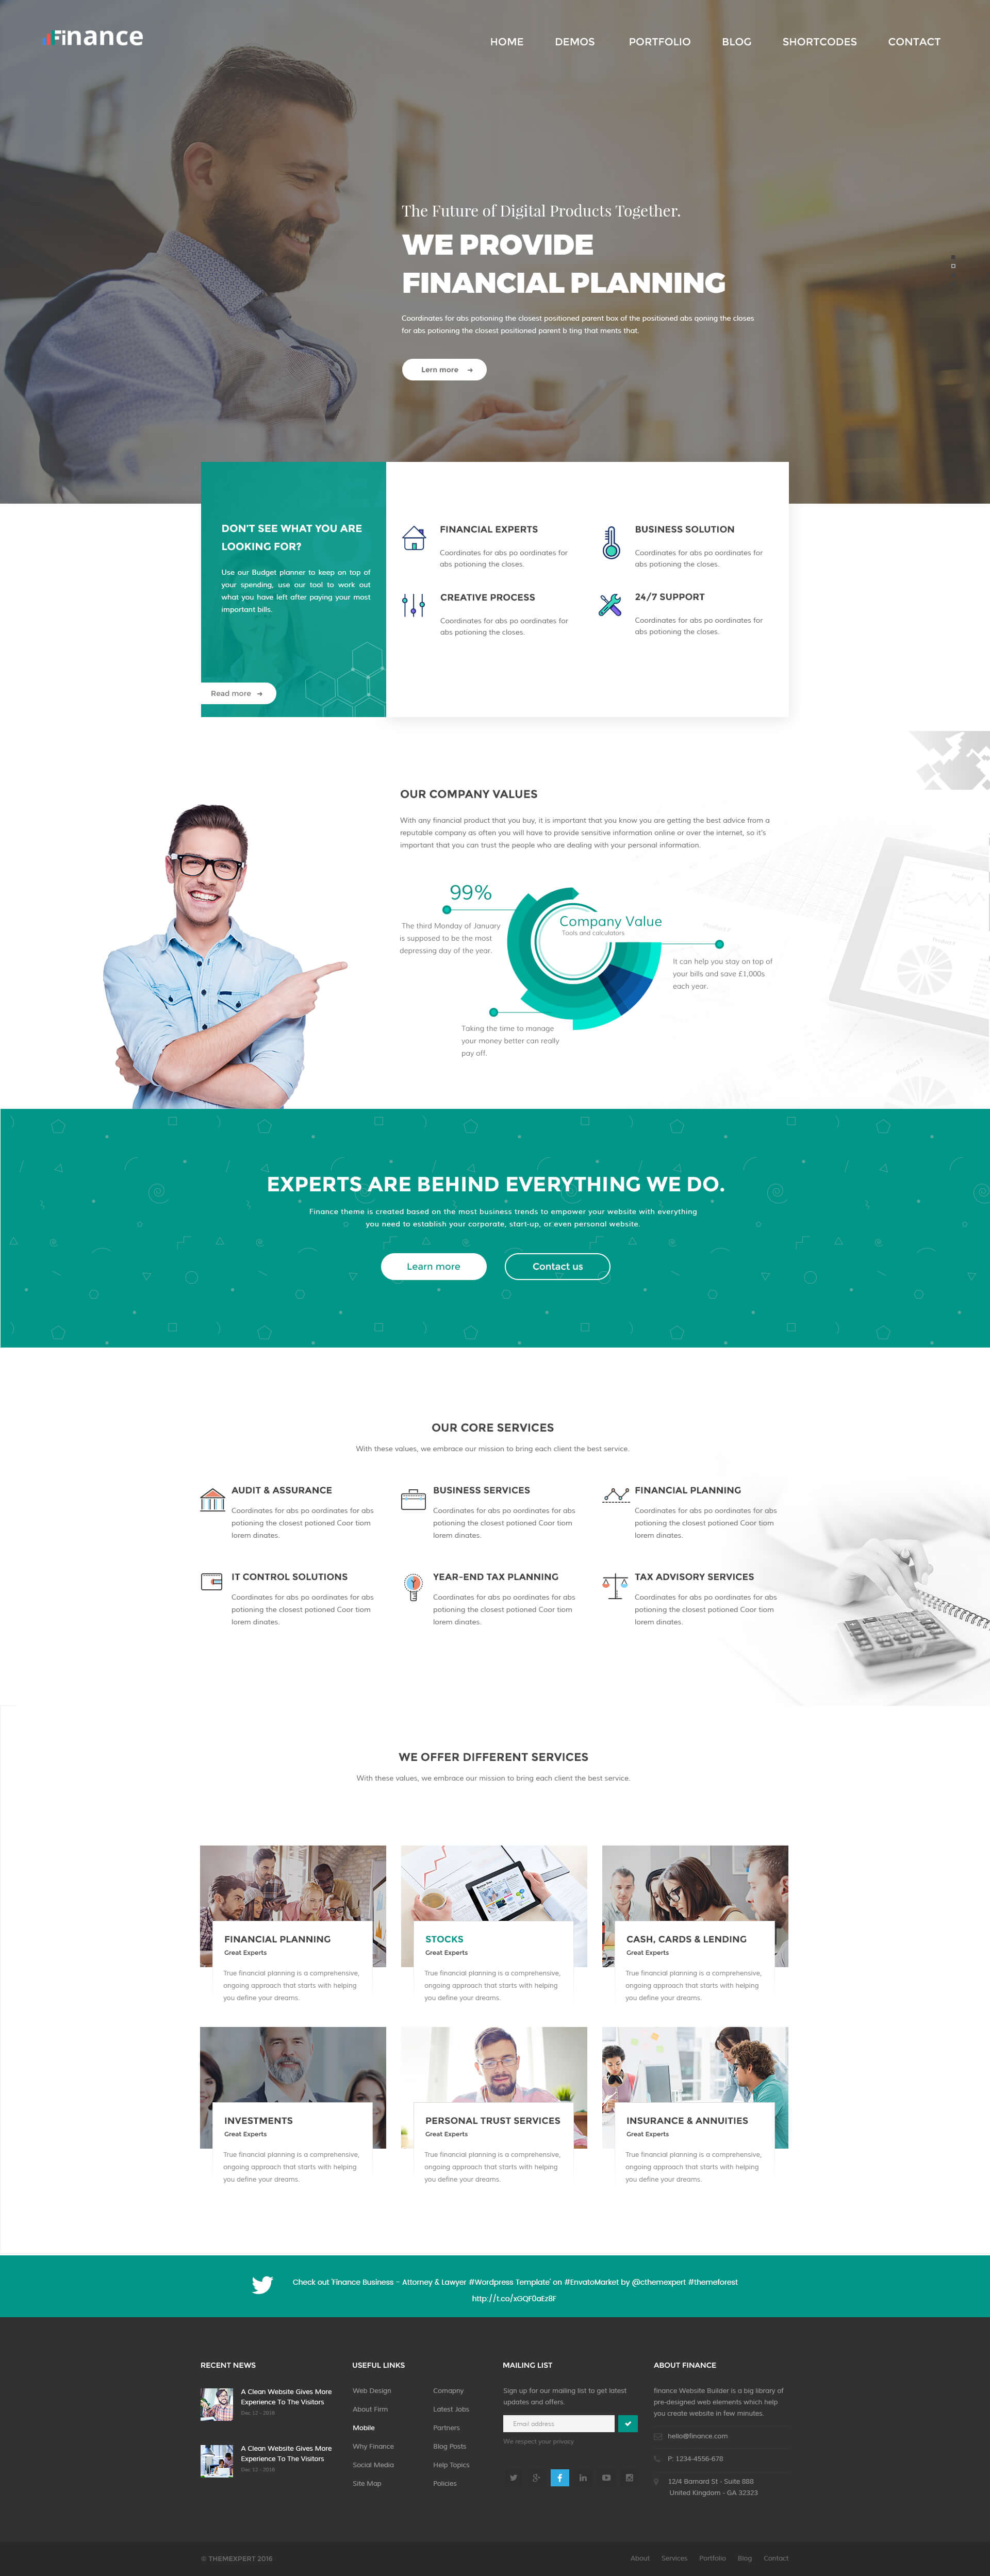 Finance
HOME DEMOS PORTFOLIO BLOG SHORTCODES CONTACT
The Future of Digital Products Together.
WE PROVIDE
FINANCIAL PLANNING
Coordinates for abs potioning the closest positioned parent box of the positioned abs qoning the closes
for abs potioning the closest positioned parent b ting that ments that.
Lern more
DON'T SEE WHAT YOU ARE
LOOKING FOR?
Use our Budget planner to keep on top of
your spending, use our tool to work out
what you have left after paying your most
important bills.
Read more
FINANCIAL EXPERTS
Coordinates for abs po oordinates for
abs potioning the closes.
BUSINESS SOLUTION
Coordinates for abs po oordinates for
abs potioning the closes.
CREATIVE PROCESS
Coordinates for abs po oordinates for
abs potioning the closes.
24/7 SUPPORT
Coordinates for abs po oordinates for
abs potioning the closes.
OUR COMPANY VALUES
With any financial product that you buy, it is important that you know you are getting the best advice from a
reputable company as often you will have to provide sensitive information online or over the internet, so it's
important that you can trust the people who are dealing with your personal information.
99%
The third Monday of January
is supposed to be the most
depressing day of the year.
Company Value
Tools and calculators
It can help you stay on top of
your bills and save £1,000s
each year.
Taking the time to manage
your money better can really
pay off.
EXPERTS ARE BEHIND EVERYTHING WE DO.
Finance theme is created based on the most business trends to empower your website with everything
you need to establish your corporate, start-up, or even personal website.
Learn more
Contact us
OUR CORE SERVICES
With these values, we embrace our mission to bring each client the best service.
AUDIT & ASSURANCE
Coordinates for abs po oordinates for abs
potioning the closest potioned Coor tiom
lorem dinates.
BUSINESS SERVICES
Coordinates for abs po oordinates for abs
potioning the closest potioned Coor tiom
lorem dinates.
FINANCIAL PLANNING
Coordinates for abs po oordinates for abs
potioning the closest potioned Coor tiom
lorem dinates.
IT CONTROL SOLUTIONS
Coordinates for abs po oordinates for abs
potioning the closest potioned Coor tiom
lorem dinates.
YEAR-END TAX PLANNING
Coordinates for abs po oordinates for abs
potioning the closest potioned Coor tiom
lorem dinates.
TAX ADVISORY SERVICES
Coordinates for abs po oordinates for abs
potioning the closest potioned Coor tiom
lorem dinates.
WE OFFER DIFFERENT SERVICES
With these values, we embrace our mission to bring each client the best service.
FINANCIAL PLANNING
Great Experts
True financial planning is a comprehensive,
ongoing approach that starts with helping
you define your dreams.
STOCKS
Great Experts
True financial planning is a comprehensive,
ongoing approach that starts with helping
you define your dreams.
CASH, CARDS & LENDING
Great Experts
True financial planning is a comprehensive,
ongoing approach that starts with helping
you define your dreams.
INVESTMENTS
Great Experts
True financial planning is a comprehensive,
ongoing approach that starts with helping
you define your dreams.
PERSONAL TRUST SERVICES
Great Experts
True financial planning is a comprehensive,
ongoing approach that starts with helping
you define your dreams.
INSURANCE & ANNUITIES
Great Experts
True financial planning is a comprehensive,
ongoing approach that starts with helping
you define your dreams.
Check out 'Finance Business - Attorney & Lawyer #Wordpress Template' on #EnvatoMarket by @cthemexpert #themeforest
http://t.co/xGQF0aEz8F
RECENT NEWS
A Clean Website Gives More
Experience To The Visitors
Dec 12 - 2016
A Clean Website Gives More
Experience To The Visitors
Dec 12 - 2016
USEFUL LINKS
Web Design
About Firm
Mobile
Why Finance
Social Media
Site Map
Comapny
Latest Jobs
Partners
Blog Posts
Help Topics
Policies
MAILING LIST
Sign up for our mailing list to get latest
updates and offers.
Email address
We respect your privacy
ABOUT FINANCE
finance Website Builder is a big library of
pre-designed web elements which help
you create website in few minutes.
hello@finance.com
P: 1234-4556-678
12/4 Barnard St - Suite 888
United Kingdom - GA 32323
© THEMEXPERT 2016
About Services Portfolio Blog Contact